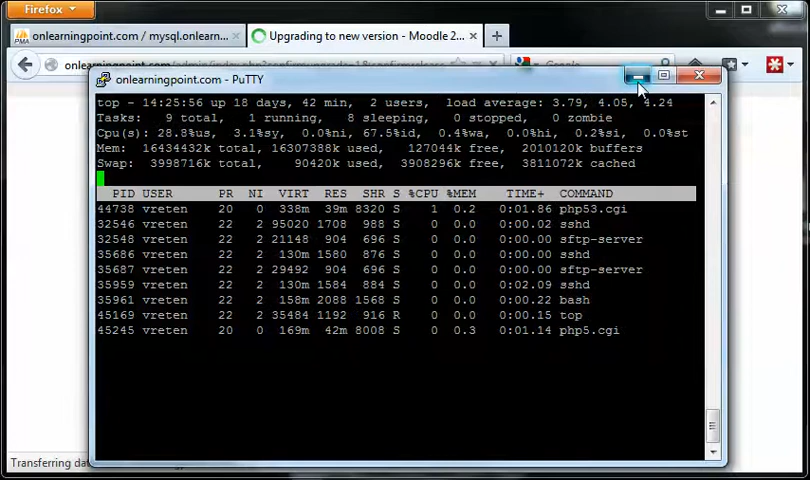 Firefox
onlearningpoint.com / mysql.onlearn...
Upgrading to new version - Moodle 2...
onlearningpoint.com
Google
onlearningpoint.com - PuTTY
top - 14:25:56 up 18 days, 42 min, 2 users, load average: 3.79, 4.05, 4.24
Tasks: 9 total, 1 running, 8 sleeping, 0 stopped, 0 zombie
Cpu(s): 28.8%us, 3.1%sy, 0.0%ni, 67.5%id, 0.4%wa, 0.0%hi, 0.2%si, 0.0%st
Mem: 16434432k total, 16307388k used, 127044k free, 2010120k buffers
Swap: 3998716k total, 90420k used, 3908296k free, 3811072k cached
PID USER PR NI VIRT RES SHR S %CPU %MEM TIME+ COMMAND
44738 vreten 20 0 338m 39m 8320 S 1 0.2 0:01.86 php53.cgi
32546 vreten 22 2 95020 1708 988 S 0 0.0 0:00.02 sshd
32548 vreten 22 2 21148 904 696 S 0 0.0 0:00.00 sftp-server
35686 vreten 22 2 130m 1580 876 S 0 0.0 0:00.00 sshd
35687 vreten 22 2 29492 904 696 S 0 0.0 0:00.00 sftp-server
35959 vreten 22 2 130m 1584 884 S 0 0.0 0:02.09 sshd
35961 vreten 22 2 158m 2088 1568 S 0 0.0 0:00.22 bash
45169 vreten 22 2 35484 1192 916 R 0 0.0 0:00.15 top
45245 vreten 20 0 169m 42m 8008 S 0 0.3 0:01.14 php5.cgi
Transferring dat